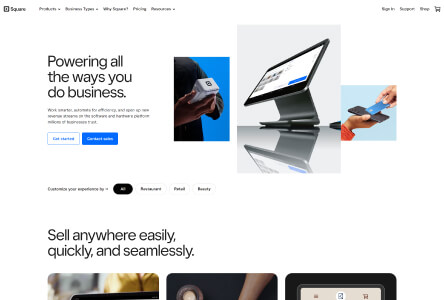 Square
Products
Business Types
Why Square?
Pricing
Resources
Sign In
Support
Shop
Powering all
the ways you
do business.
Work smarter, automate for efficiency, and open up new
revenue streams on the software and hardware platform
millions of businesses trust.
Get started
Contact sales
Customize your experience by
All
Restaurant
Retail
Beauty
Sell anywhere easily,
quickly, and seamlessly.